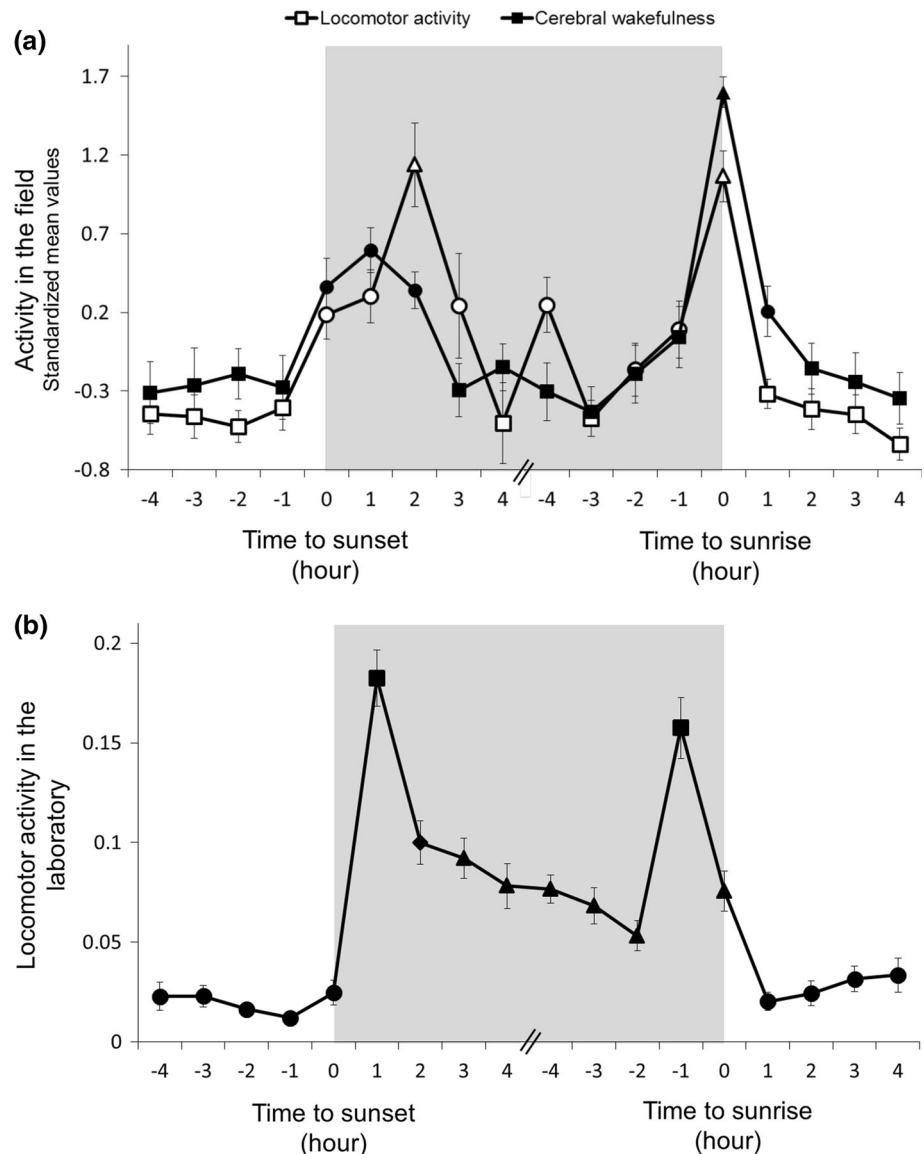 Locomotor activity Cerebral wakefulness
(a)
Activity in the field
Standardized mean values
1.7
1.2
0.7
0.2
-0.3
-0.8
-4 -3 -2 -1 0 1 2 3 4 -4 -3 -2 -1 0 1 2 3 4
Time to sunset Time to sunrise
(hour) (hour)
(b)
Locomotor activity in the
laboratory
0.2
0.15
0.1
0.05
0
-4 -3 -2 -1 0 1 2 3 4 -4 -3 -2 -1 0 1 2 3 4
Time to sunset Time to sunrise
(hour) (hour)